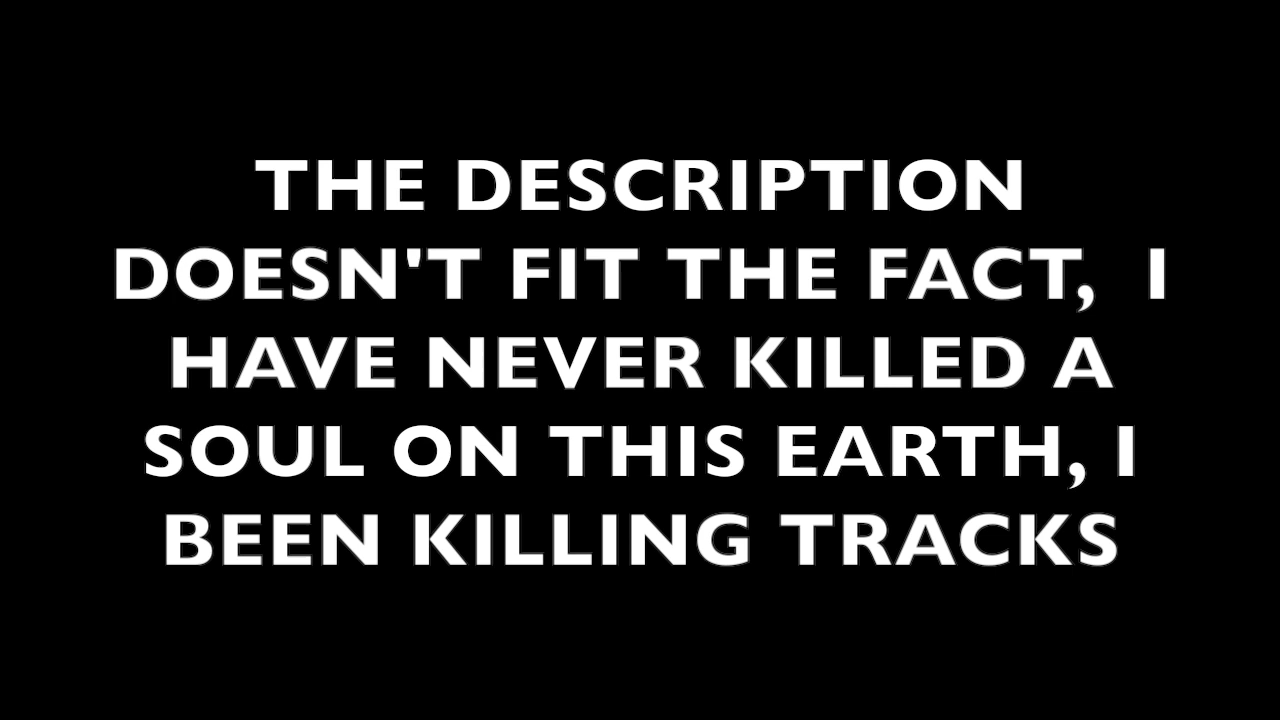 THE DESCRIPTION
DOESN'T FIT THE FACT,  I
HAVE NEVER KILLED A
SOUL ON THIS EARTH, I
BEEN KILLING TRACKS